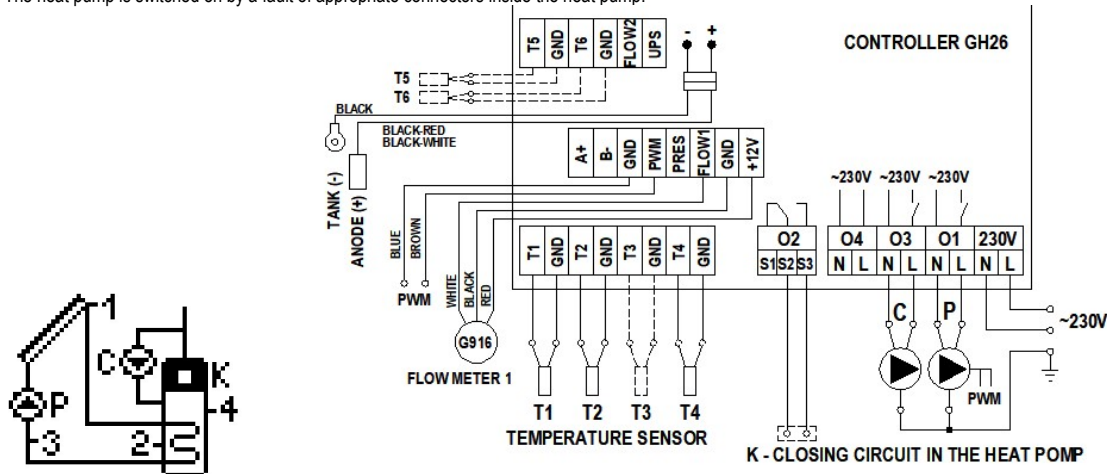 The heat pump is switched on by a fault of appropriate connectors inside the heat pump.
CONTROLLER GH26
T5 GND T6 GND FLOW2 UPS - +
T5
T6
BLACK
BLACK-RED
BLACK-WHITE
TANK (-)
ANODE (+)
A+ B- GND PWM PRES FLOW1 GND +12V
BLUE
BROWN
PWM
WHITE
BLACK
RED
G916
FLOW METER 1
~230V ~230V ~230V
T1 GND T2 GND T3 GND T4 GND
O2 O4 O3 O1 230V
S1 S2 S3 N L N L N L N L
C P
~230V
PWM
T1 T2 T3 T4
TEMPERATURE SENSOR
K - CLOSING CIRCUIT IN THE HEAT POMP
1
C
K
P
4
3
2